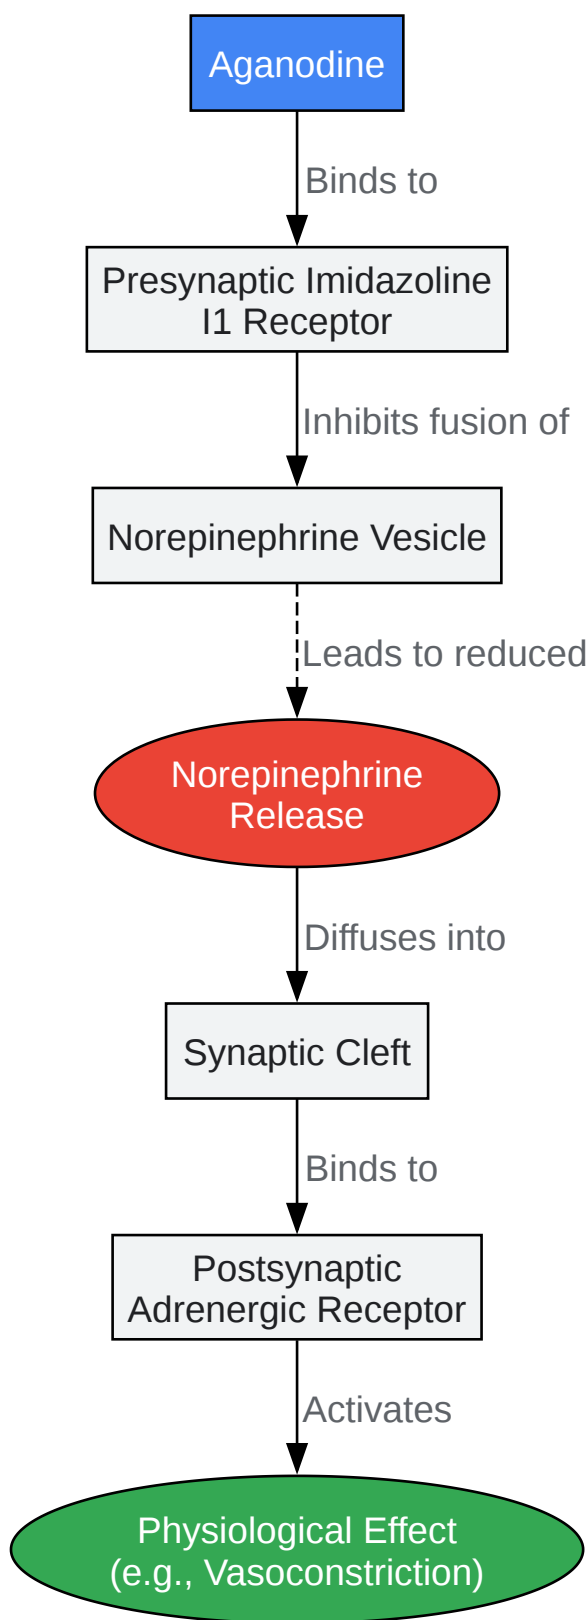 Aganodine
Binds to
Presynaptic Imidazoline
I1 Receptor
Inhibits fusion of
Norepinephrine Vesicle
Leads to reduced
Norepinephrine
Release
Diffuses into
Synaptic Cleft
Binds to
Postsynaptic
Adrenergic Receptor
Activates
Physiological Effect
(e.g., Vasoconstriction)